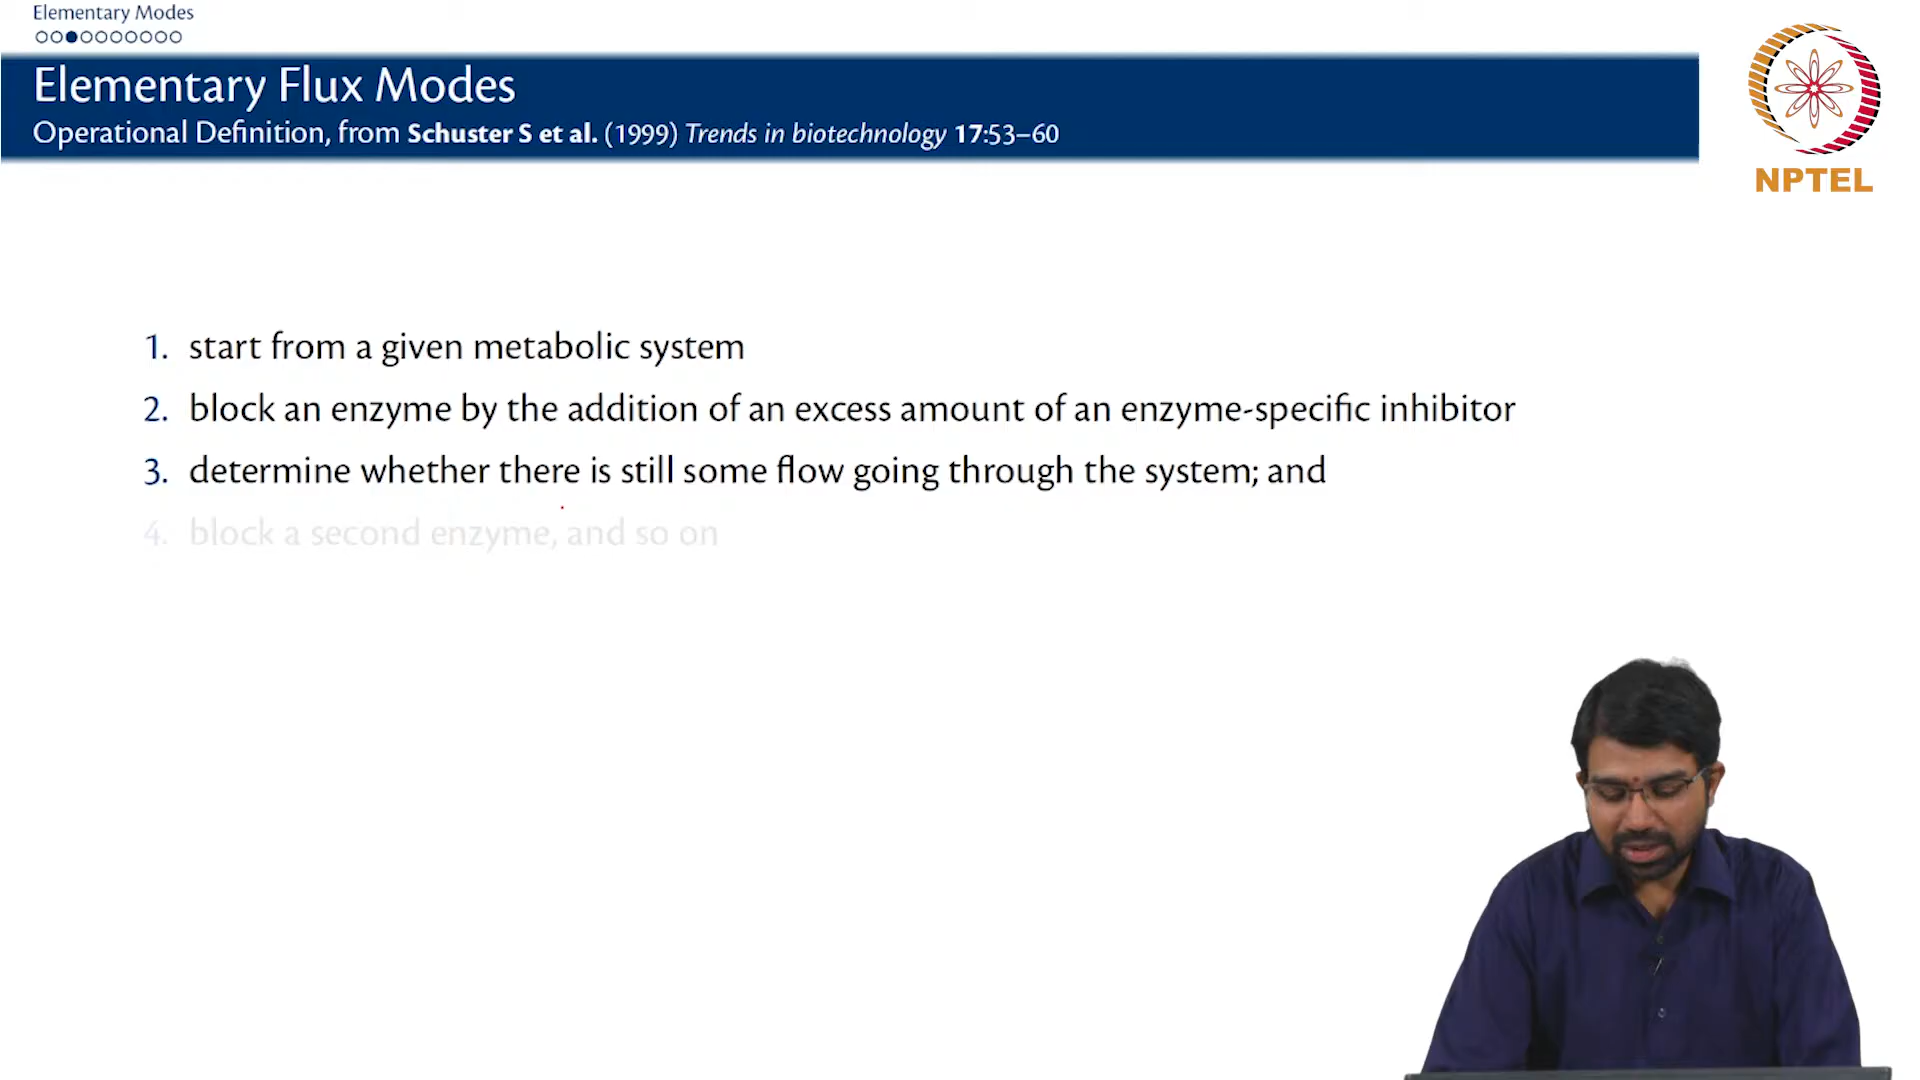 Elementary Modes
Elementary Flux Modes
Operational Definition, from Schuster S et al. (1999) Trends in biotechnology 17:53–60
NPTEL
1. start from a given metabolic system
2. block an enzyme by the addition of an excess amount of an enzyme-specific inhibitor
3. determine whether there is still some flow going through the system; and
4. block a second enzyme, and so on